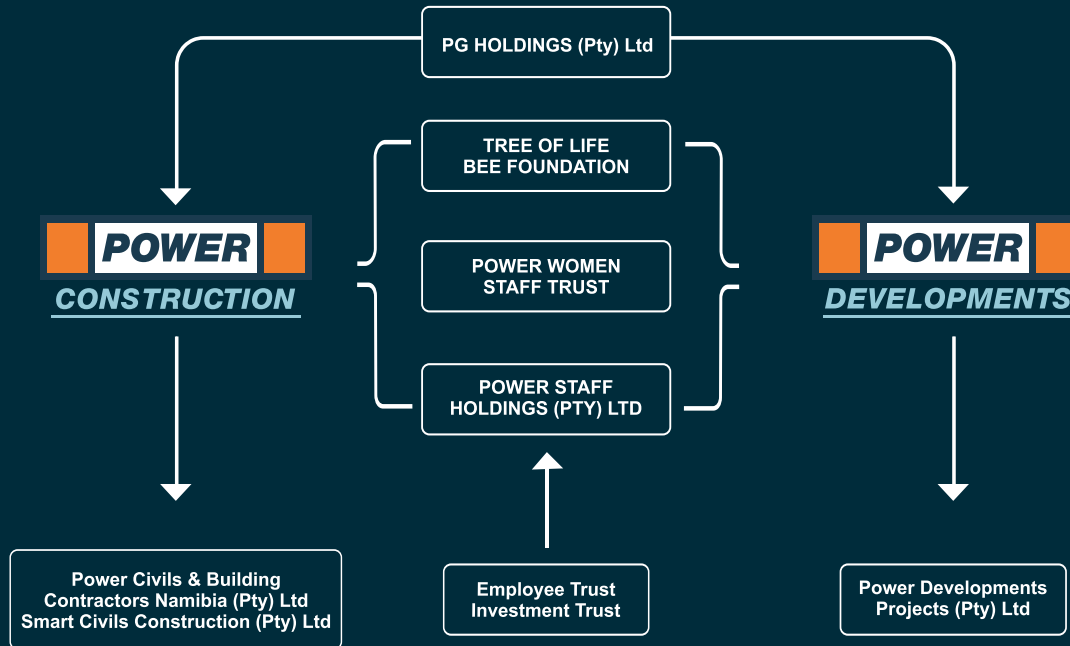 PG HOLDINGS (Pty) Ltd
TREE OF LIFE
BEE FOUNDATION
POWER
CONSTRUCTION
POWER WOMEN
STAFF TRUST
POWER
DEVELOPMENTS
POWER STAFF
HOLDINGS (PTY) LTD
Power Civils & Building
Contractors Namibia (Pty) Ltd
Smart Civils Construction (Pty) Ltd
Employee Trust
Investment Trust
Power Developments
Projects (Pty) Ltd